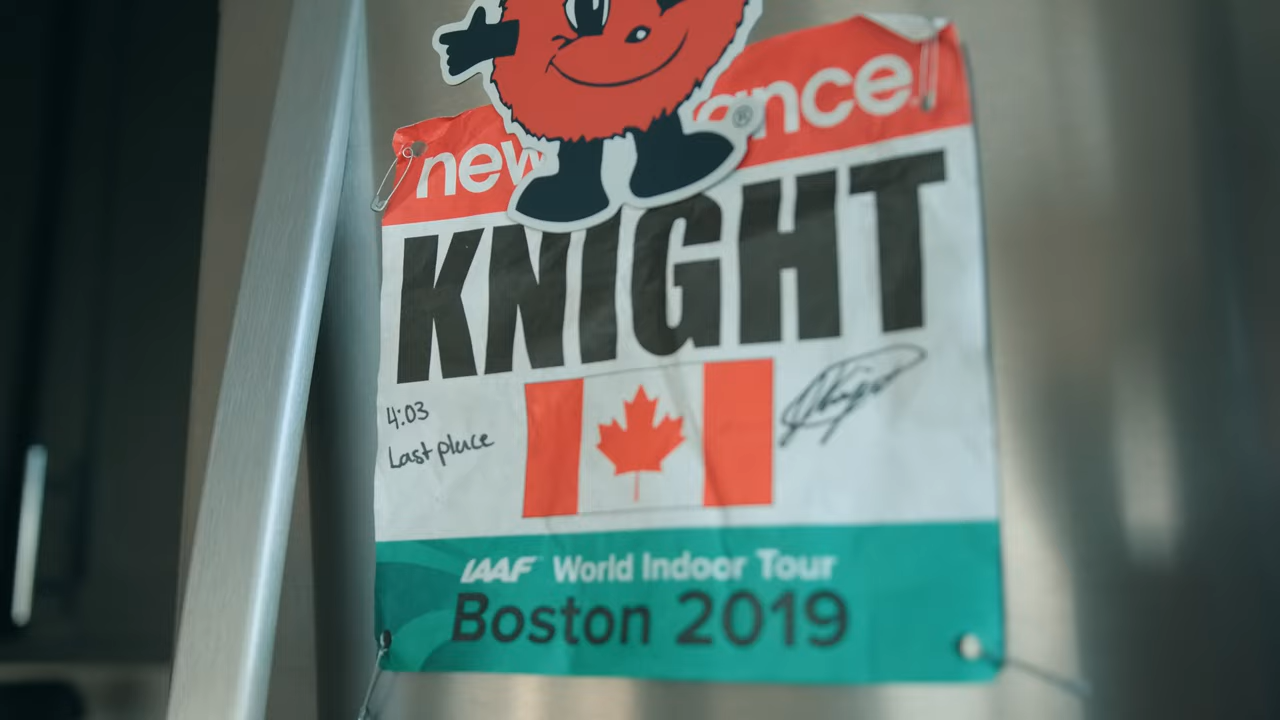 new
ance
®
KNIGHT
4:03
Last place
IAAF World Indoor Tour
Boston 2019